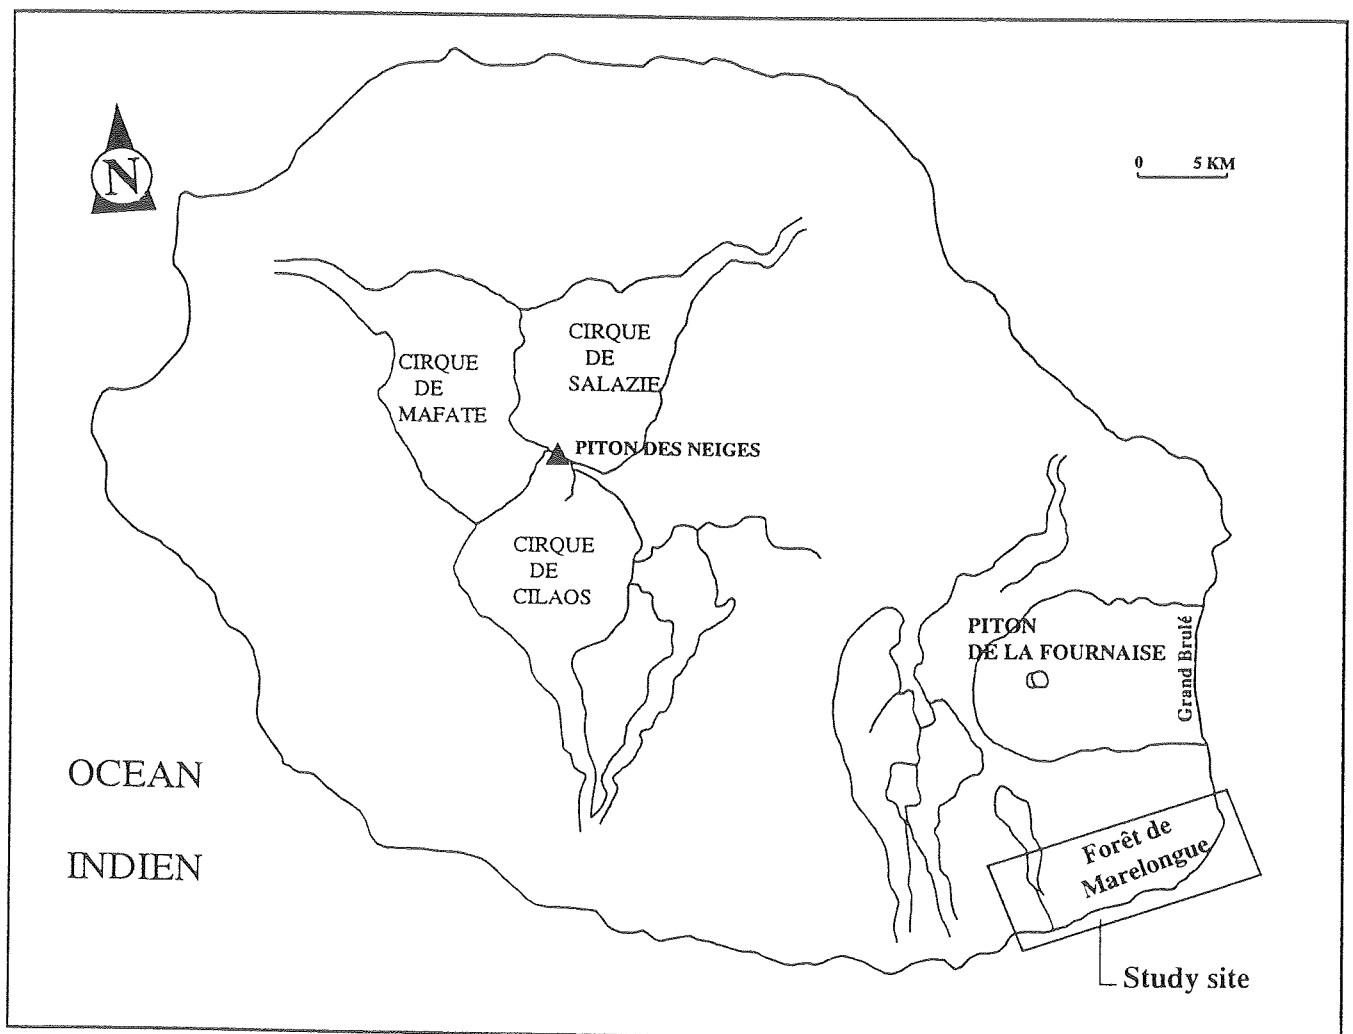 N
0 5 KM
CIRQUE
DE
SALAZIE
CIRQUE
DE
MAFATE
PITON DES NEIGES
CIRQUE
DE
CILAOS
PITON
DE LA FOURNAISE
Grand Brulé
OCEAN
INDIEN
Forêt de
Marelongue
Study site